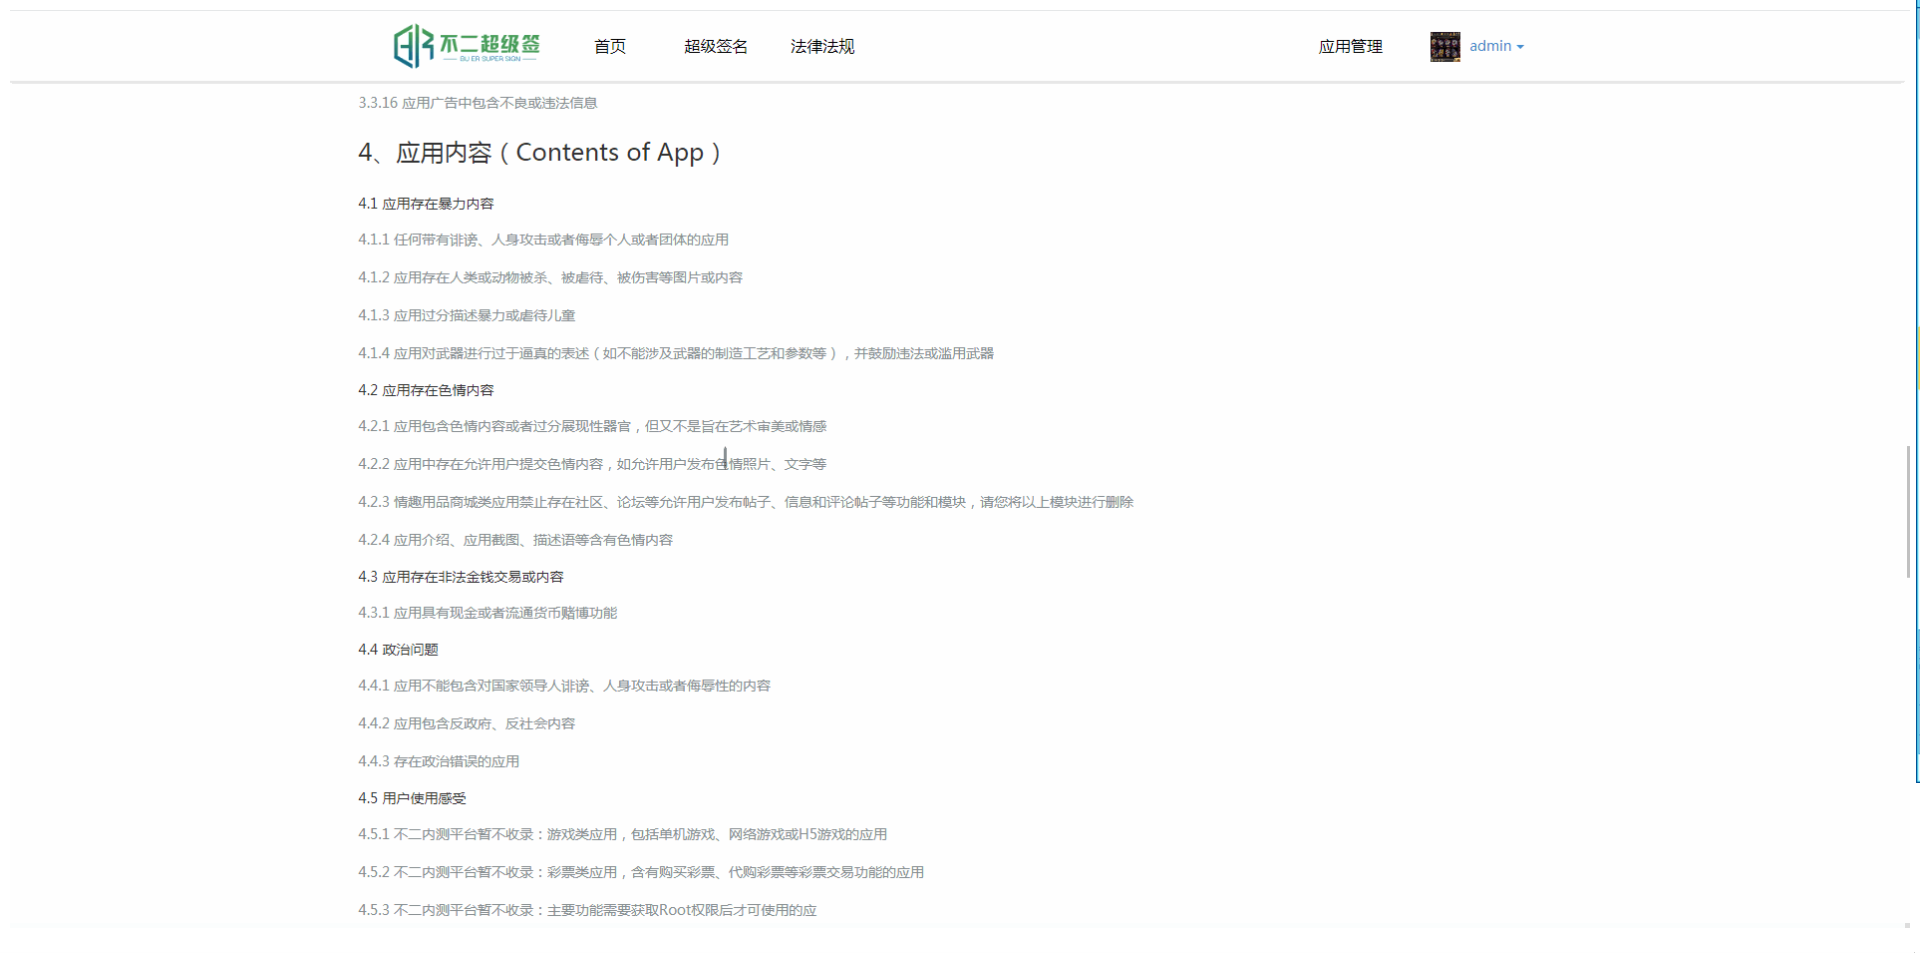 不二超级签
BU ER SUPER SIGN
首页
超级签名
法律法规
应用管理
admin
3.3.16 应用广告中包含不良或违法信息
4、应用内容（Contents of App）
4.1 应用存在暴力内容
4.1.1 任何带有诽谤、人身攻击或者侮辱个人或者团体的应用
4.1.2 应用存在人类或动物被杀、被虐待、被伤害等图片或内容
4.1.3 应用过分描述暴力或虐待儿童
4.1.4 应用对武器进行过于逼真的表述（如不能涉及武器的制造工艺和参数等），并鼓励违法或滥用武器
4.2 应用存在色情内容
4.2.1 应用包含色情内容或者过分展现性器官，但又不是旨在艺术审美或情感
4.2.2 应用中存在允许用户提交色情内容，如允许用户发布色情照片、文字等
4.2.3 情趣用品商城类应用禁止存在社区、论坛等允许用户发布帖子、信息和评论帖子等功能和模块，请您将以上模块进行删除
4.2.4 应用介绍、应用截图、描述语等含有色情内容
4.3 应用存在非法金钱交易或内容
4.3.1 应用具有现金或者流通货币赌博功能
4.4 政治问题
4.4.1 应用不能包含对国家领导人诽谤、人身攻击或者侮辱性的内容
4.4.2 应用包含反政府、反社会内容
4.4.3 存在政治错误的应用
4.5 用户使用感受
4.5.1 不二内测平台暂不收录：游戏类应用，包括单机游戏、网络游戏或H5游戏的应用
4.5.2 不二内测平台暂不收录：彩票类应用，含有购买彩票、代购彩票等彩票交易功能的应用
4.5.3 不二内测平台暂不收录：主要功能需要获取Root权限后才可使用的应